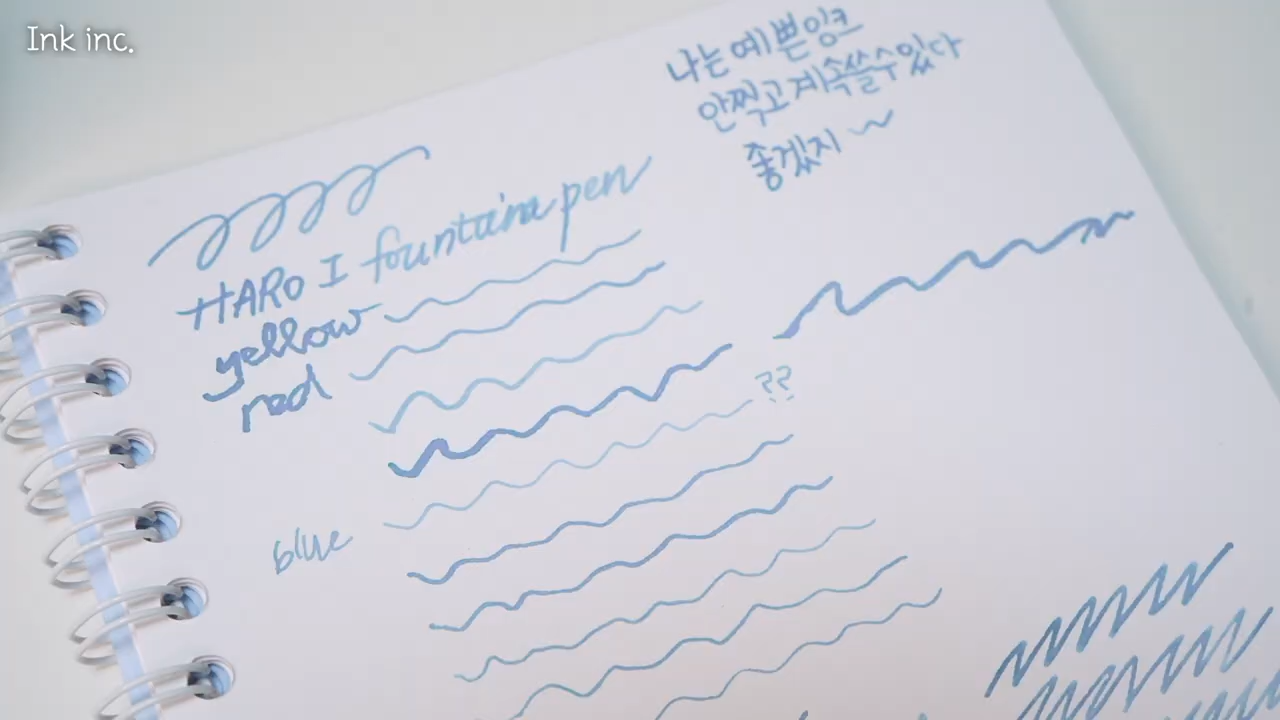 Ink inc.
나는 예쁜잉크
안찍고 계속쓸수있다
좋겠지~
HARO I fountain pen
yellow
red
??
blue